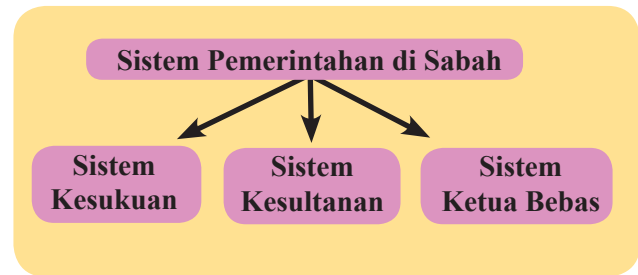 Sistem Pemerintahan di Sabah
Sistem
Kesukuan
Sistem
Kesultanan
Sistem
Ketua Bebas